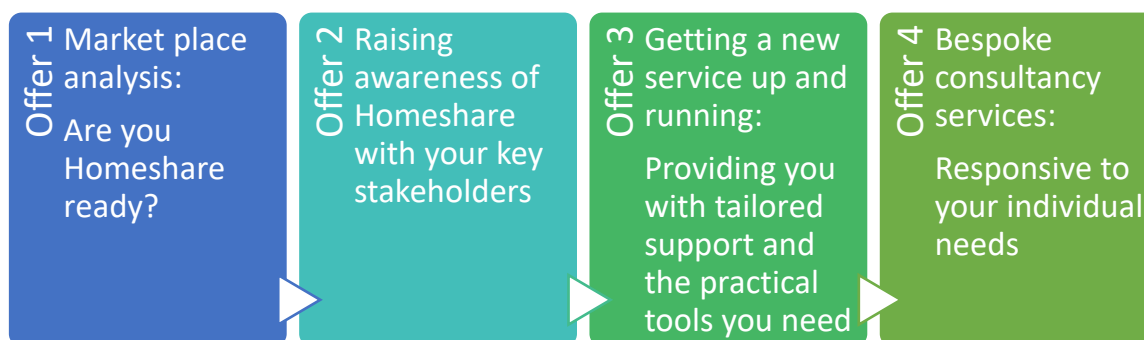 Offer 1
Market place
analysis:
Are you
Homeshare
ready?
Offer 2
Raising
awareness of
Homeshare
with your key
stakeholders
Offer 3
Getting a new
service up and
running:
Providing you
with tailored
support and
the practical
tools you need
Offer 4
Bespoke
consultancy
services:
Responsive to
your individual
needs